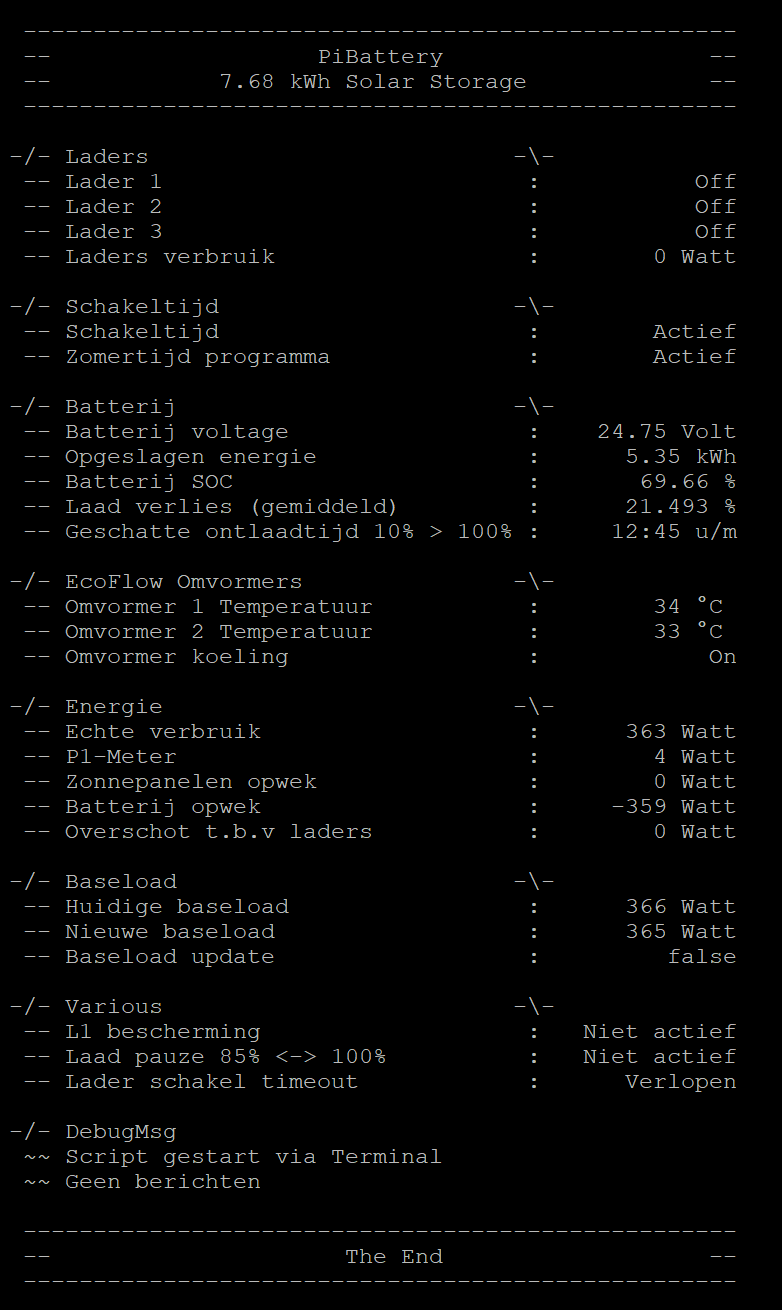 ---------------------------------------------------
--                   PiBattery                   --
--            7.68 kWh Solar Storage             --
---------------------------------------------------
-/- Laders -\-
-- Lader 1 : Off
-- Lader 2 : Off
-- Lader 3 : Off
-- Laders verbruik : 0 Watt
-/- Schakeltijd -\-
-- Schakeltijd : Actief
-- Zomertijd programma : Actief
-/- Batterij -\-
-- Batterij voltage : 24.75 Volt
-- Opgeslagen energie : 5.35 kWh
-- Batterij SOC : 69.66 %
-- Laad verlies (gemiddeld) : 21.493 %
-- Geschatte ontlaadtijd 10% > 100% : 12:45 u/m
-/- EcoFlow Omvormers -\-
-- Omvormer 1 Temperatuur : 34 °C
-- Omvormer 2 Temperatuur : 33 °C
-- Omvormer koeling : On
-/- Energie -\-
-- Echte verbruik : 363 Watt
-- P1-Meter : 4 Watt
-- Zonnepanelen opwek : 0 Watt
-- Batterij opwek : -359 Watt
-- Overschot t.b.v laders : 0 Watt
-/- Baseload -\-
-- Huidige baseload : 366 Watt
-- Nieuwe baseload : 365 Watt
-- Baseload update : false
-/- Various -\-
-- L1 bescherming : Niet actief
-- Laad pauze 85% <-> 100% : Niet actief
-- Lader schakel timeout : Verlopen
-/- DebugMsg
~~ Script gestart via Terminal
~~ Geen berichten
---------------------------------------------------
--                     The End                   --
---------------------------------------------------